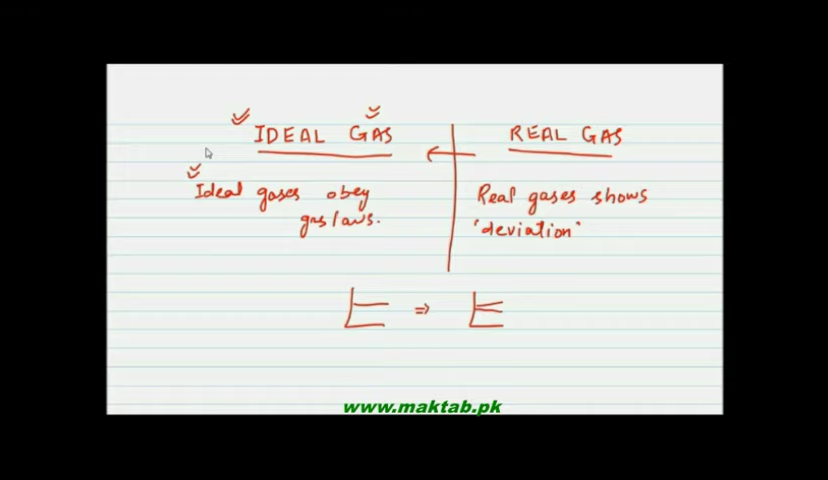 IDEAL GAS
REAL GAS
Ideal gases obey
gas laws.
Real gases shows
'deviation'
www.maktab.pk